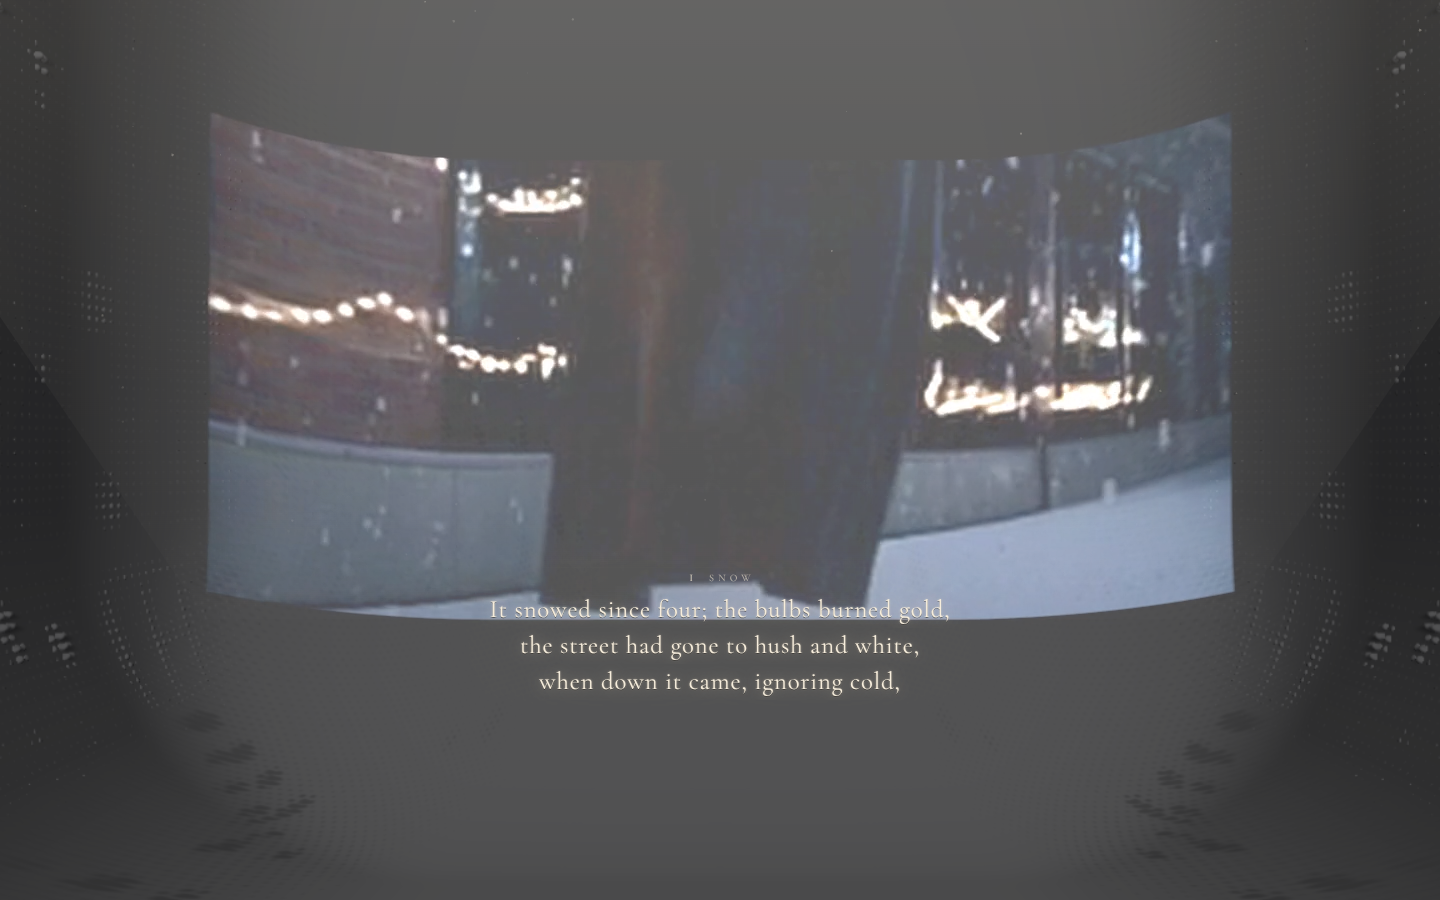 I SNOW
It snowed since four; the bulbs burned gold,
the street had gone to hush and white,
when down it came, ignoring cold,